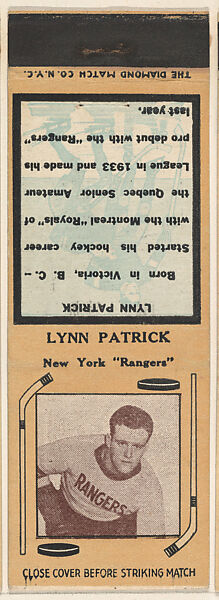 THE DIAMOND MATCH CO. N.Y.C.
LYNN PATRICK
Born in Victoria, B. C. –
Started his hockey career
with the Montreal "Royals" of
the Quebec Senior Amateur
League in 1933 and made his
pro debut with the "Rangers"
last year.
LYNN PATRICK
New York "Rangers"
RANGERS
CLOSE COVER BEFORE STRIKING MATCH